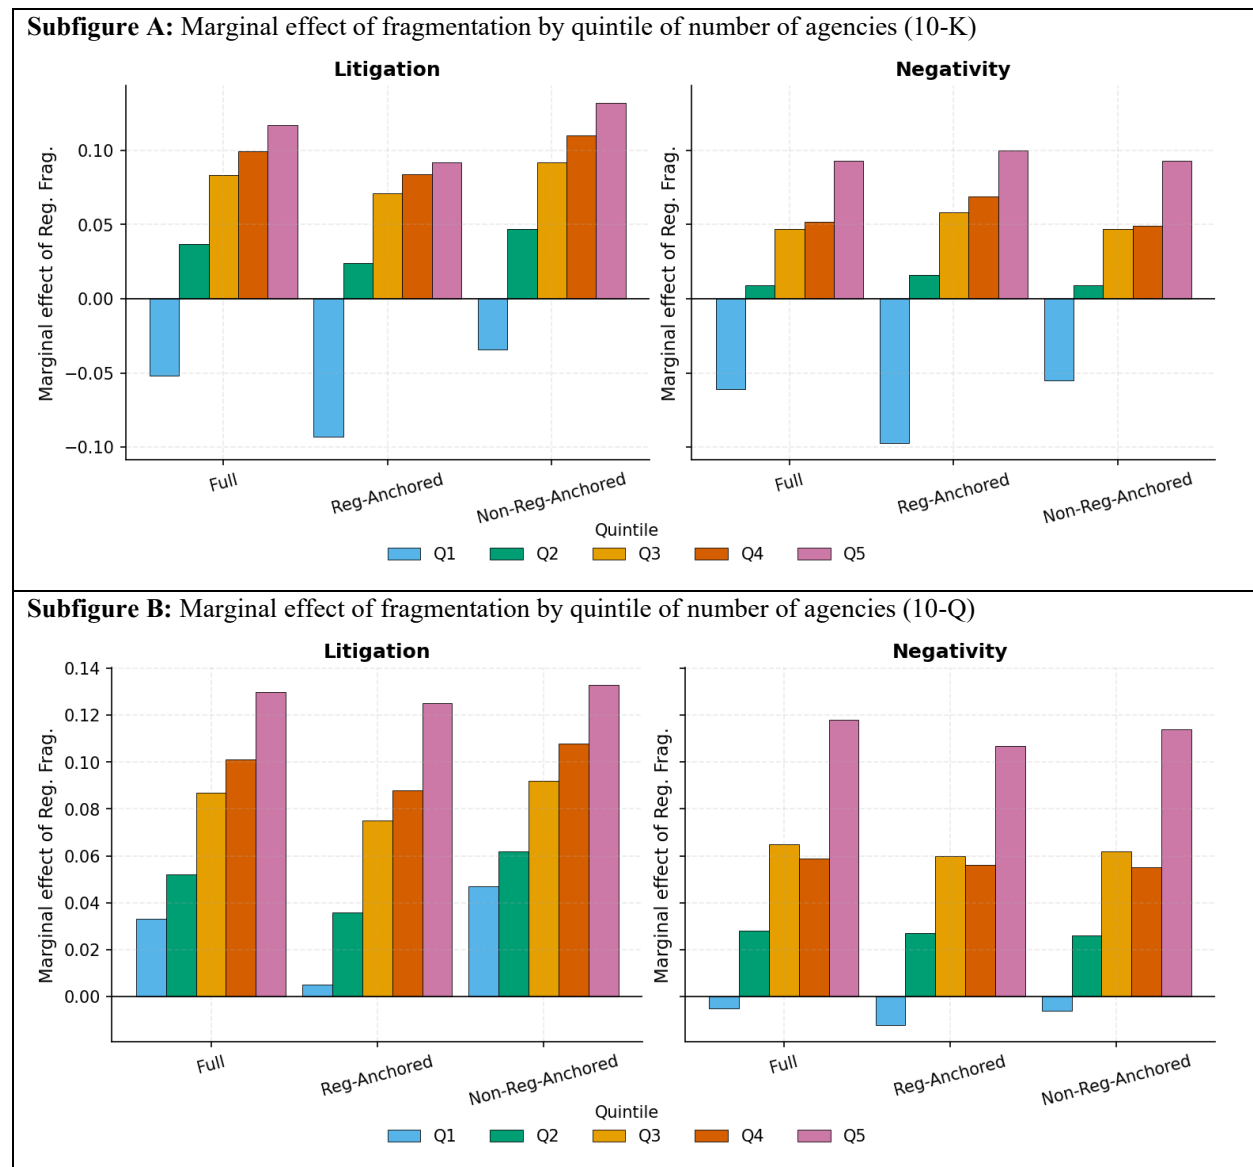 Subfigure A: Marginal effect of fragmentation by quintile of number of agencies (10-K)
Litigation
Negativity
Marginal effect of Reg. Frag.
0.10
0.05
0.00
−0.05
−0.10
Full
Reg-Anchored
Non-Reg-Anchored
Marginal effect of Reg. Frag.
Full
Reg-Anchored
Non-Reg-Anchored
Quintile
Q1 Q2 Q3 Q4 Q5
Subfigure B: Marginal effect of fragmentation by quintile of number of agencies (10-Q)
Litigation
Negativity
Marginal effect of Reg. Frag.
0.14
0.12
0.10
0.08
0.06
0.04
0.02
0.00
Full
Reg-Anchored
Non-Reg-Anchored
Marginal effect of Reg. Frag.
Full
Reg-Anchored
Non-Reg-Anchored
Quintile
Q1 Q2 Q3 Q4 Q5